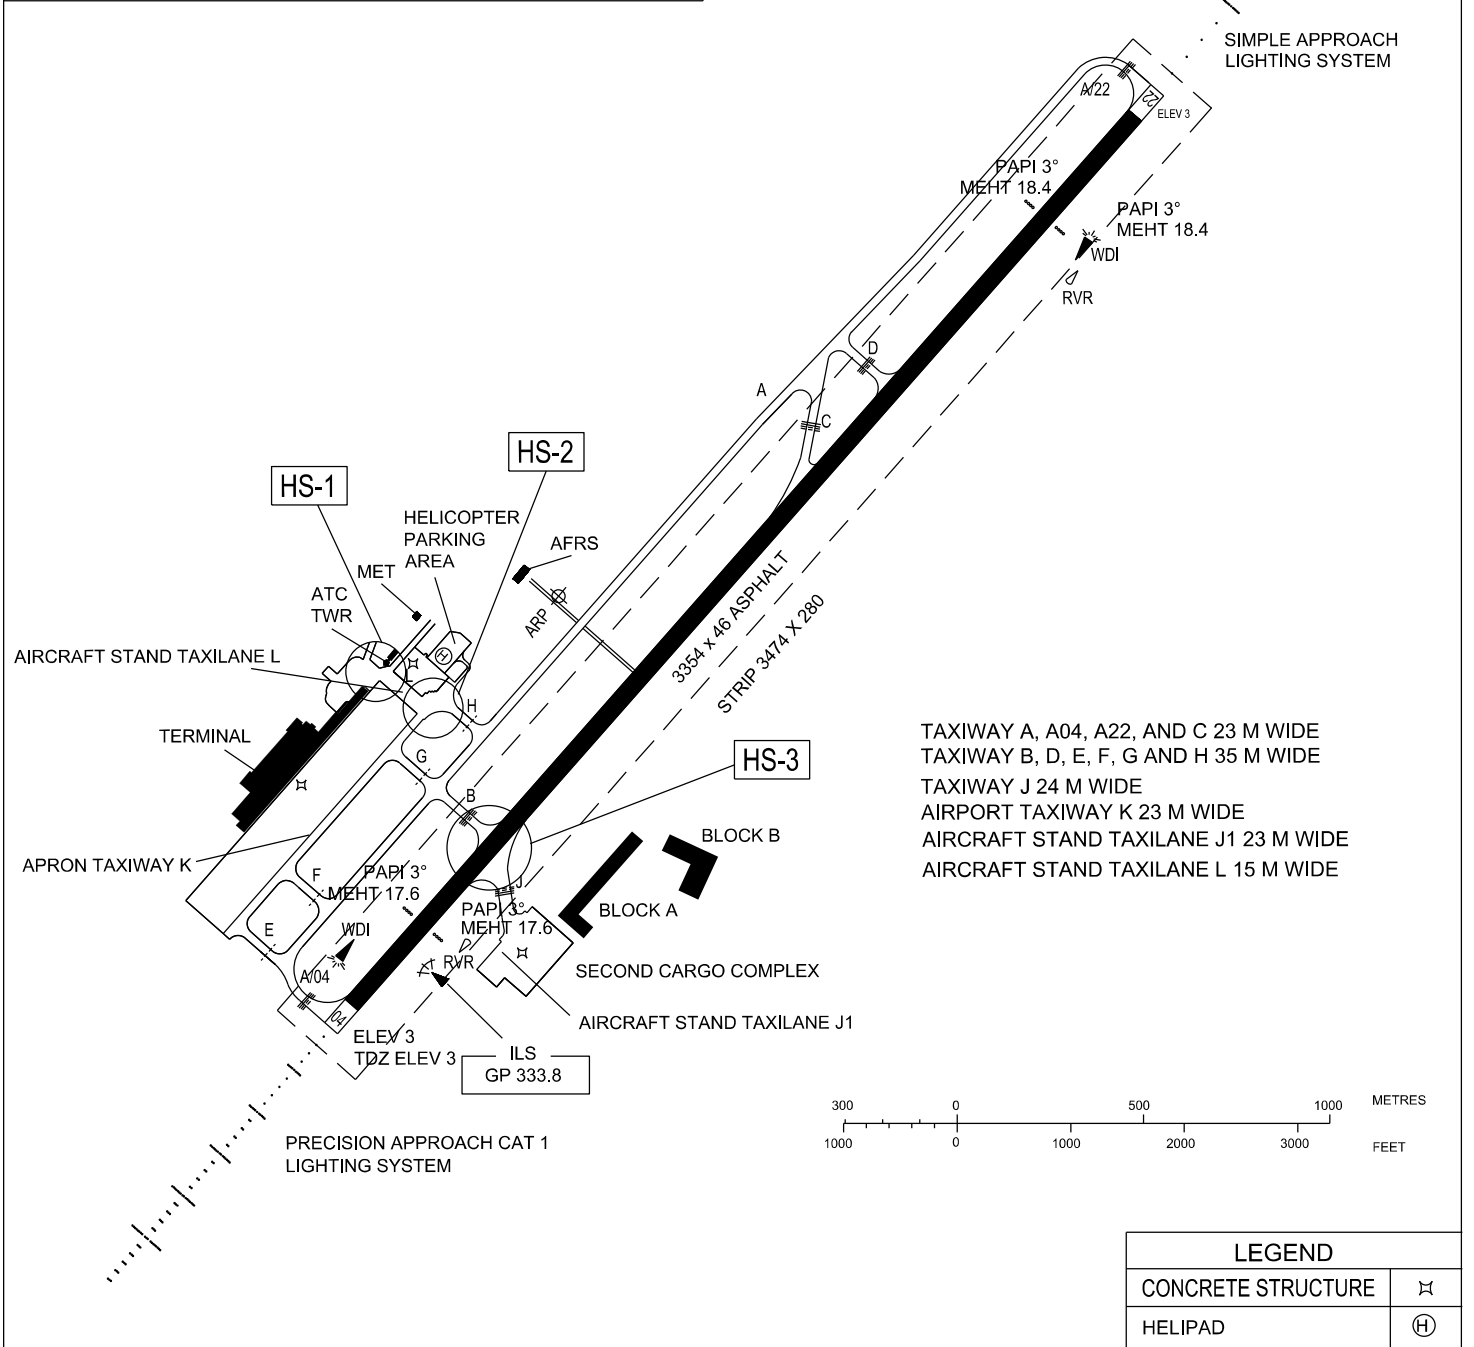 SIMPLE APPROACH
LIGHTING SYSTEM
A/22
22
ELEV 3
PAPI 3°
MEHT 18.4
PAPI 3°
MEHT 18.4
WDI
RVR
D
A
C
HS-2
HS-1
HELICOPTER
PARKING
AREA
AFRS
MET
ATC
TWR
ARP
3354 x 46 ASPHALT
STRIP 3474 X 280
AIRCRAFT STAND TAXILANE L
H
L
H
TERMINAL
G
HS-3
B
TAXIWAY A, A04, A22, AND C 23 M WIDE
TAXIWAY B, D, E, F, G AND H 35 M WIDE
TAXIWAY J 24 M WIDE
AIRPORT TAXIWAY K 23 M WIDE
AIRCRAFT STAND TAXILANE J1 23 M WIDE
AIRCRAFT STAND TAXILANE L 15 M WIDE
BLOCK B
APRON TAXIWAY K
F
PAPI 3°
MEHT 17.6
J
PAPI 3°
MEHT 17.6
BLOCK A
E
WDI
RVR
A/04
SECOND CARGO COMPLEX
04
AIRCRAFT STAND TAXILANE J1
ELEV 3
TDZ ELEV 3
ILS
GP 333.8
300 0 500 1000 METRES
1000 0 1000 2000 3000 FEET
PRECISION APPROACH CAT 1
LIGHTING SYSTEM
LEGEND
CONCRETE STRUCTURE
HELIPAD H